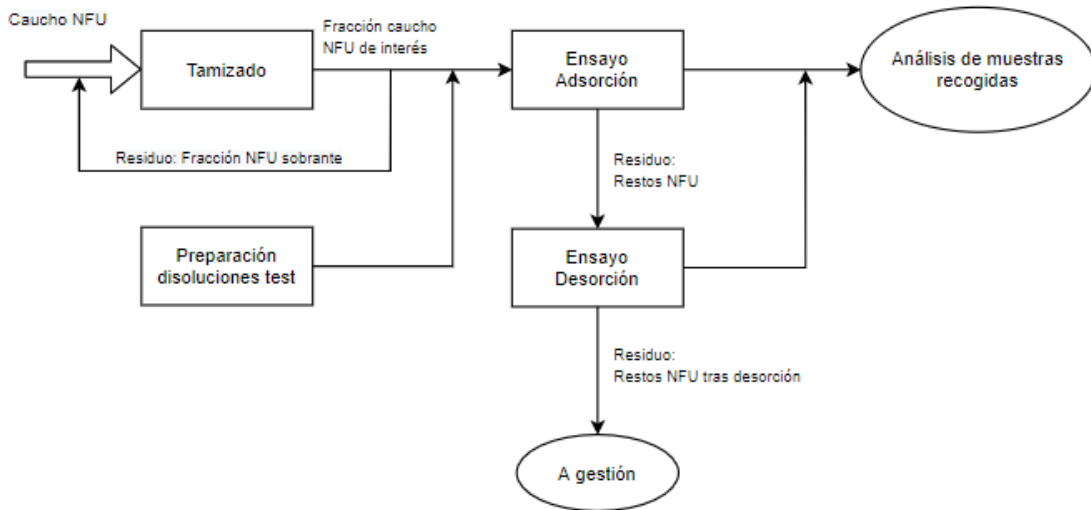 Caucho NFU
Tamizado
Fracción caucho
NFU de interés
Ensayo
Adsorción
Análisis de muestras
recogidas
Residuo: Fracción NFU sobrante
Residuo:
Restos NFU
Preparación
disoluciones test
Ensayo
Desorción
Residuo:
Restos NFU tras desorción
A gestión